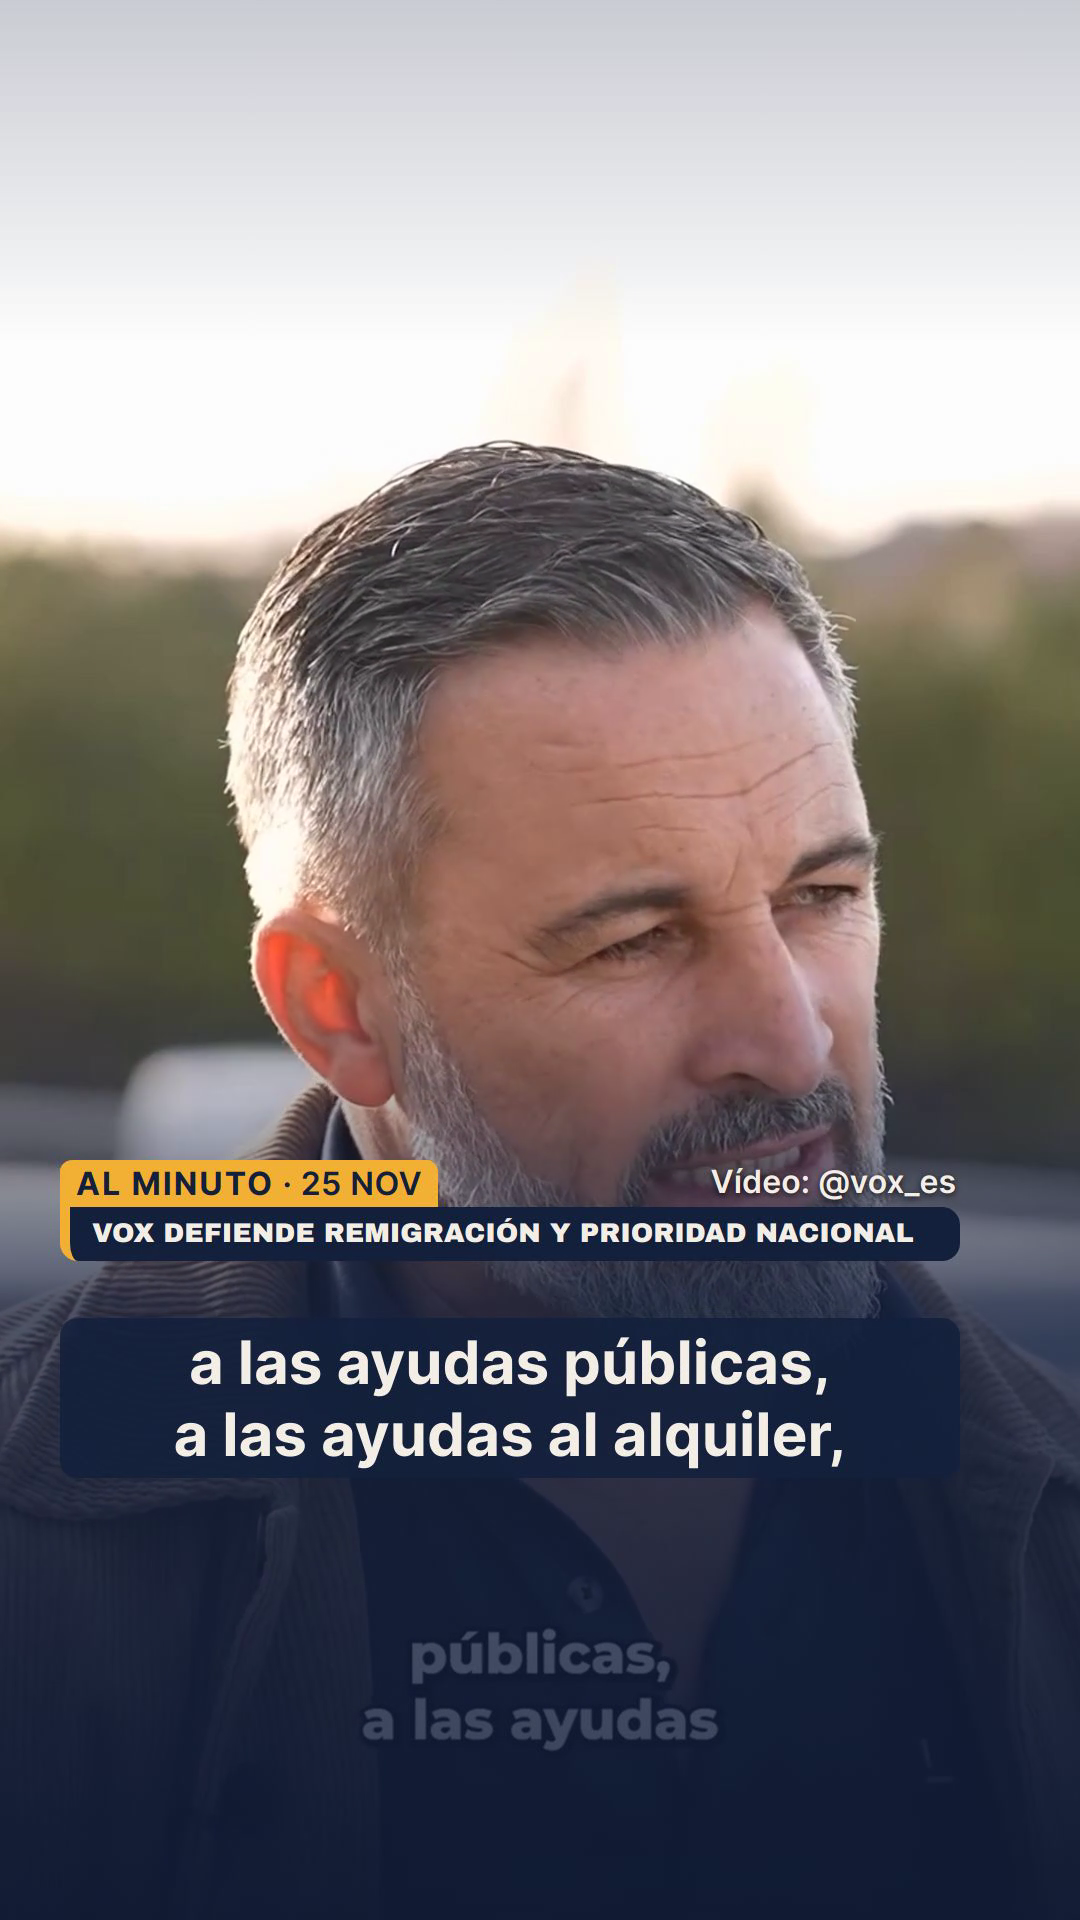 AL MINUTO · 25 NOV
Vídeo: @vox_es
VOX DEFIENDE REMIGRACIÓN Y PRIORIDAD NACIONAL
a las ayudas públicas,
a las ayudas al alquiler,
públicas,
a las ayudas